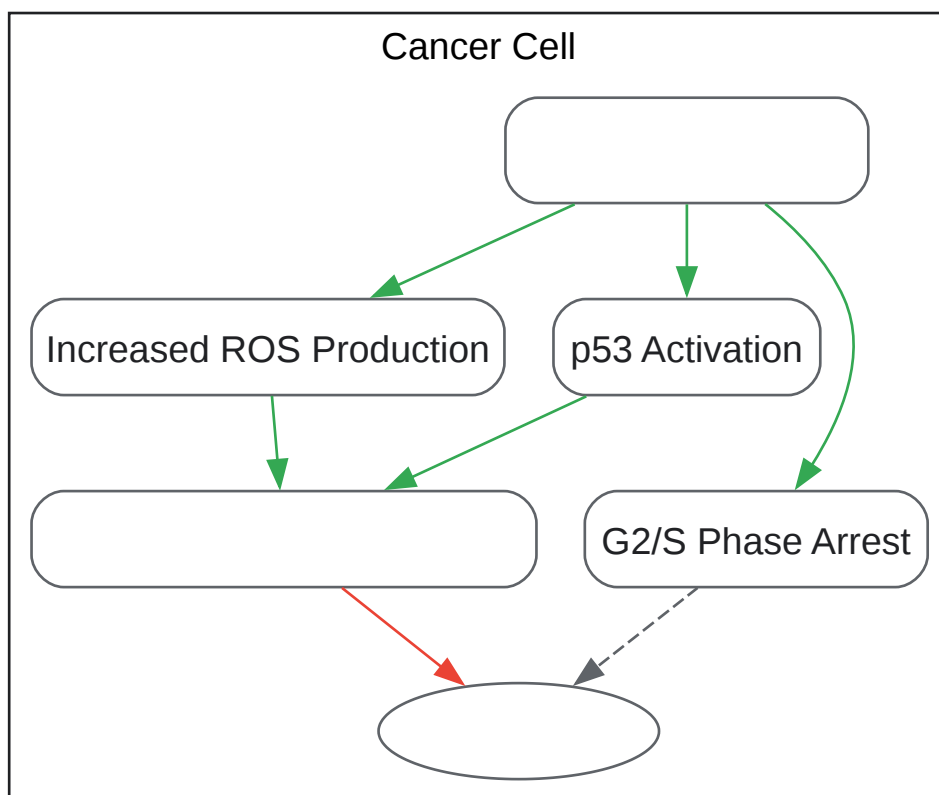 Cancer Cell
Increased ROS Production
p53 Activation
G2/S Phase Arrest